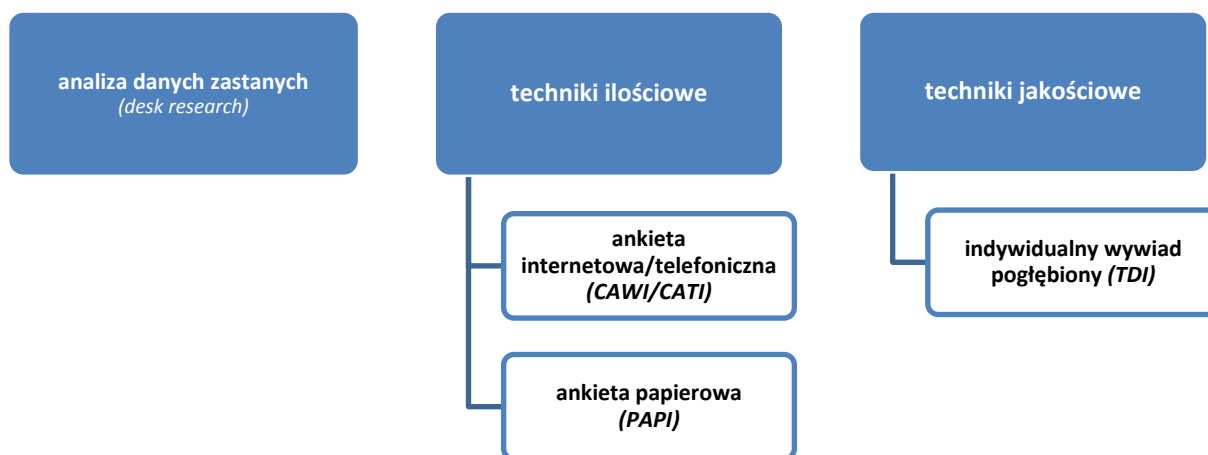 analiza danych zastanych
(desk research)
techniki ilościowe
ankieta
internetowa/telefoniczna
(CAWI/CATI)
ankieta papierowa
(PAPI)
techniki jakościowe
indywidualny wywiad
pogłębiony (TDI)